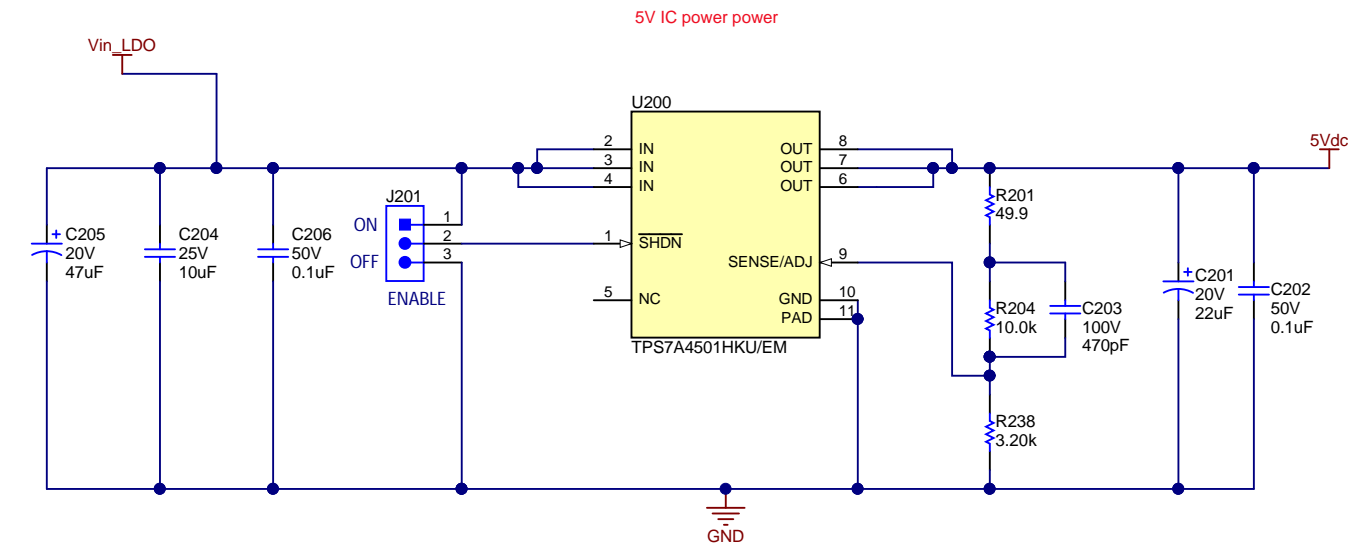 5V IC power power
Vin_LDO
5Vdc
U200
2 IN
3 IN
4 IN
1 SHDN
5 NC
OUT 8
OUT 7
OUT 6
SENSE/ADJ 9
GND 10
PAD 11
TPS7A4501HKU/EM
J201
ON 1
2
OFF 3
ENABLE
+ C205
20V
47uF
C204
25V
10uF
C206
50V
0.1uF
R201
49.9
R204
10.0k
C203
100V
470pF
R238
3.20k
+ C201
20V
22uF
C202
50V
0.1uF
GND